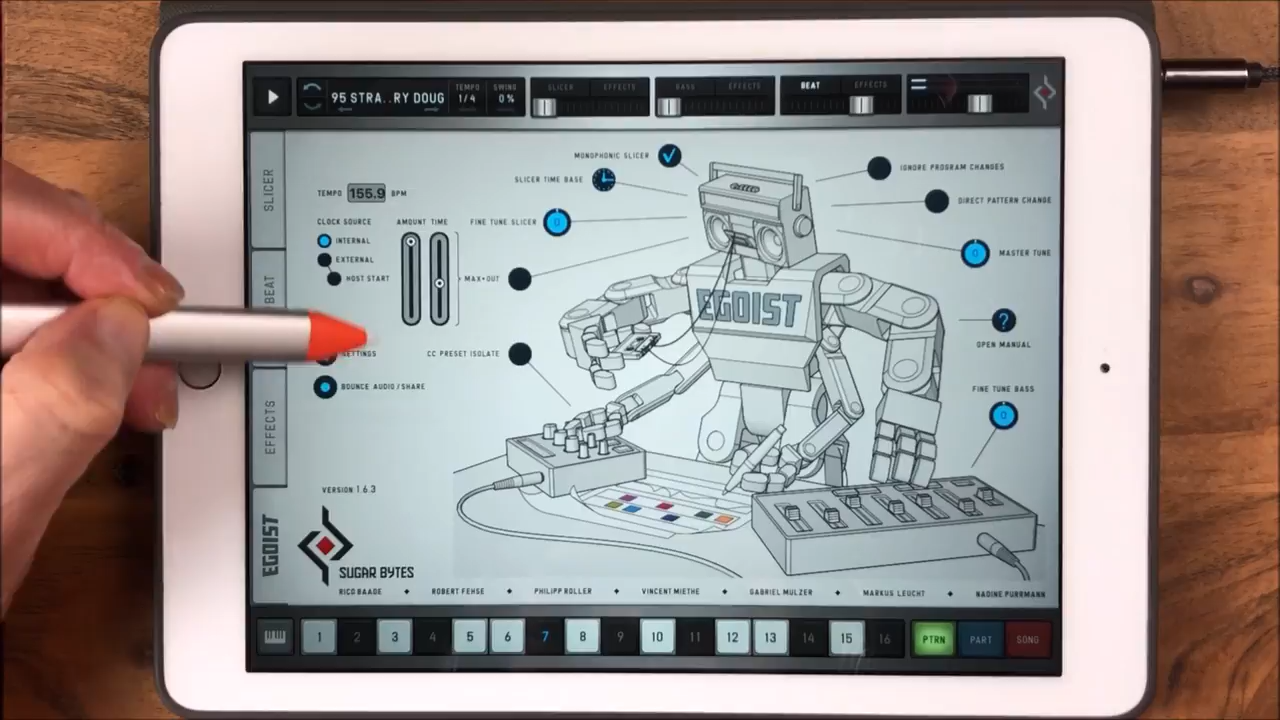 95 STRA..RY DOUG
TEMPO
1/4
SWING
0 %
SLICER EFFECTS
BASS EFFECTS
BEAT EFFECTS
SLICER
BEAT
EFFECTS
EGOIST
TEMPO 155.9 BPM
CLOCK SOURCE
INTERNAL
EXTERNAL
HOST START
AMOUNT TIME
MAX-OUT
SETTINGS
BOUNCE AUDIO / SHARE
MONOPHONIC SLICER
SLICER TIME BASE
FINE TUNE SLICER
0
CC PRESET ISOLATE
IGNORE PROGRAM CHANGES
DIRECT PATTERN CHANGE
MASTER TUNE
0
?
OPEN MANUAL
FINE TUNE BASS
0
EGOIST
VERSION 1.6.3
SUGAR BYTES
RICO BAADE ROBERT FEHSE PHILIPP ROLLER VINCENT MIETHE GABRIEL MULZER MARKUS LEUCHT NADINE PURRMANN
1 2 3 4 5 6 7 8 9 10 11 12 13 14 15 16 PTRN PART SONG